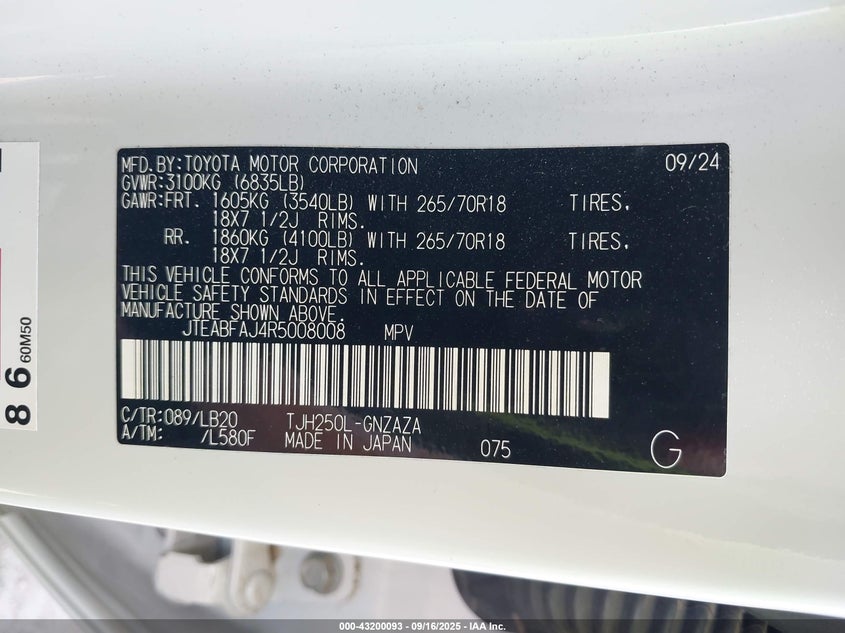 MFD.BY:TOYOTA MOTOR CORPORATION 09/24
GVWR:3100KG (6835LB)
GAWR:FRT. 1605KG (3540LB) WITH 265/70R18 TIRES.
18X7 1/2J RIMS.
RR. 1860KG (4100LB) WITH 265/70R18 TIRES.
18X7 1/2J RIMS.
THIS VEHICLE CONFORMS TO ALL APPLICABLE FEDERAL MOTOR
VEHICLE SAFETY STANDARDS IN EFFECT ON THE DATE OF
MANUFACTURE SHOWN ABOVE.
JTEABFAJ4R5008008 MPV
C/TR:089/LB20 TJH250L-GNZAZA
A/TM: /L580F MADE IN JAPAN 075 G
8 6 60M50
000-43200093 - 09/16/2025 - IAA Inc.